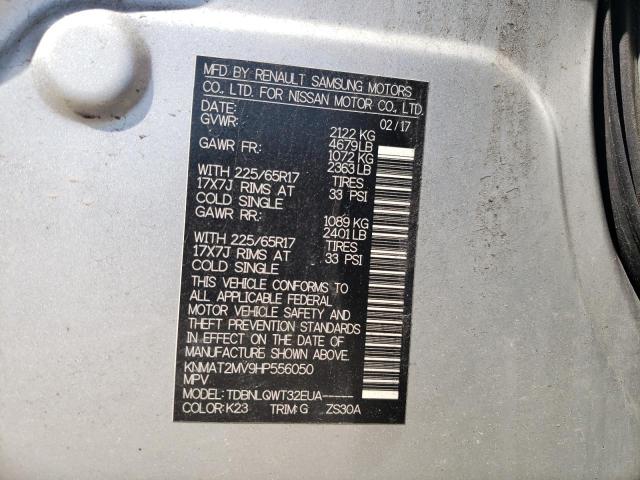 MFD BY RENAULT SAMSUNG MOTORS
CO., LTD. FOR NISSAN MOTOR CO., LTD.
DATE: 02/17
GVWR: 2122 KG
4679 LB
GAWR FR: 1072 KG
2363 LB
WITH 225/65R17 TIRES
17X7J RIMS AT 33 PSI
COLD SINGLE
GAWR RR: 1089 KG
2401 LB
WITH 225/65R17 TIRES
17X7J RIMS AT 33 PSI
COLD SINGLE
THIS VEHICLE CONFORMS TO
ALL APPLICABLE FEDERAL
MOTOR VEHICLE SAFETY AND
THEFT PREVENTION STANDARDS
IN EFFECT ON THE DATE OF
MANUFACTURE SHOWN ABOVE.
KNMAT2MV9HP556050
MPV
MODEL: TDBNLQWT32EUA------
COLOR: K23 TRIM: G ZS30A